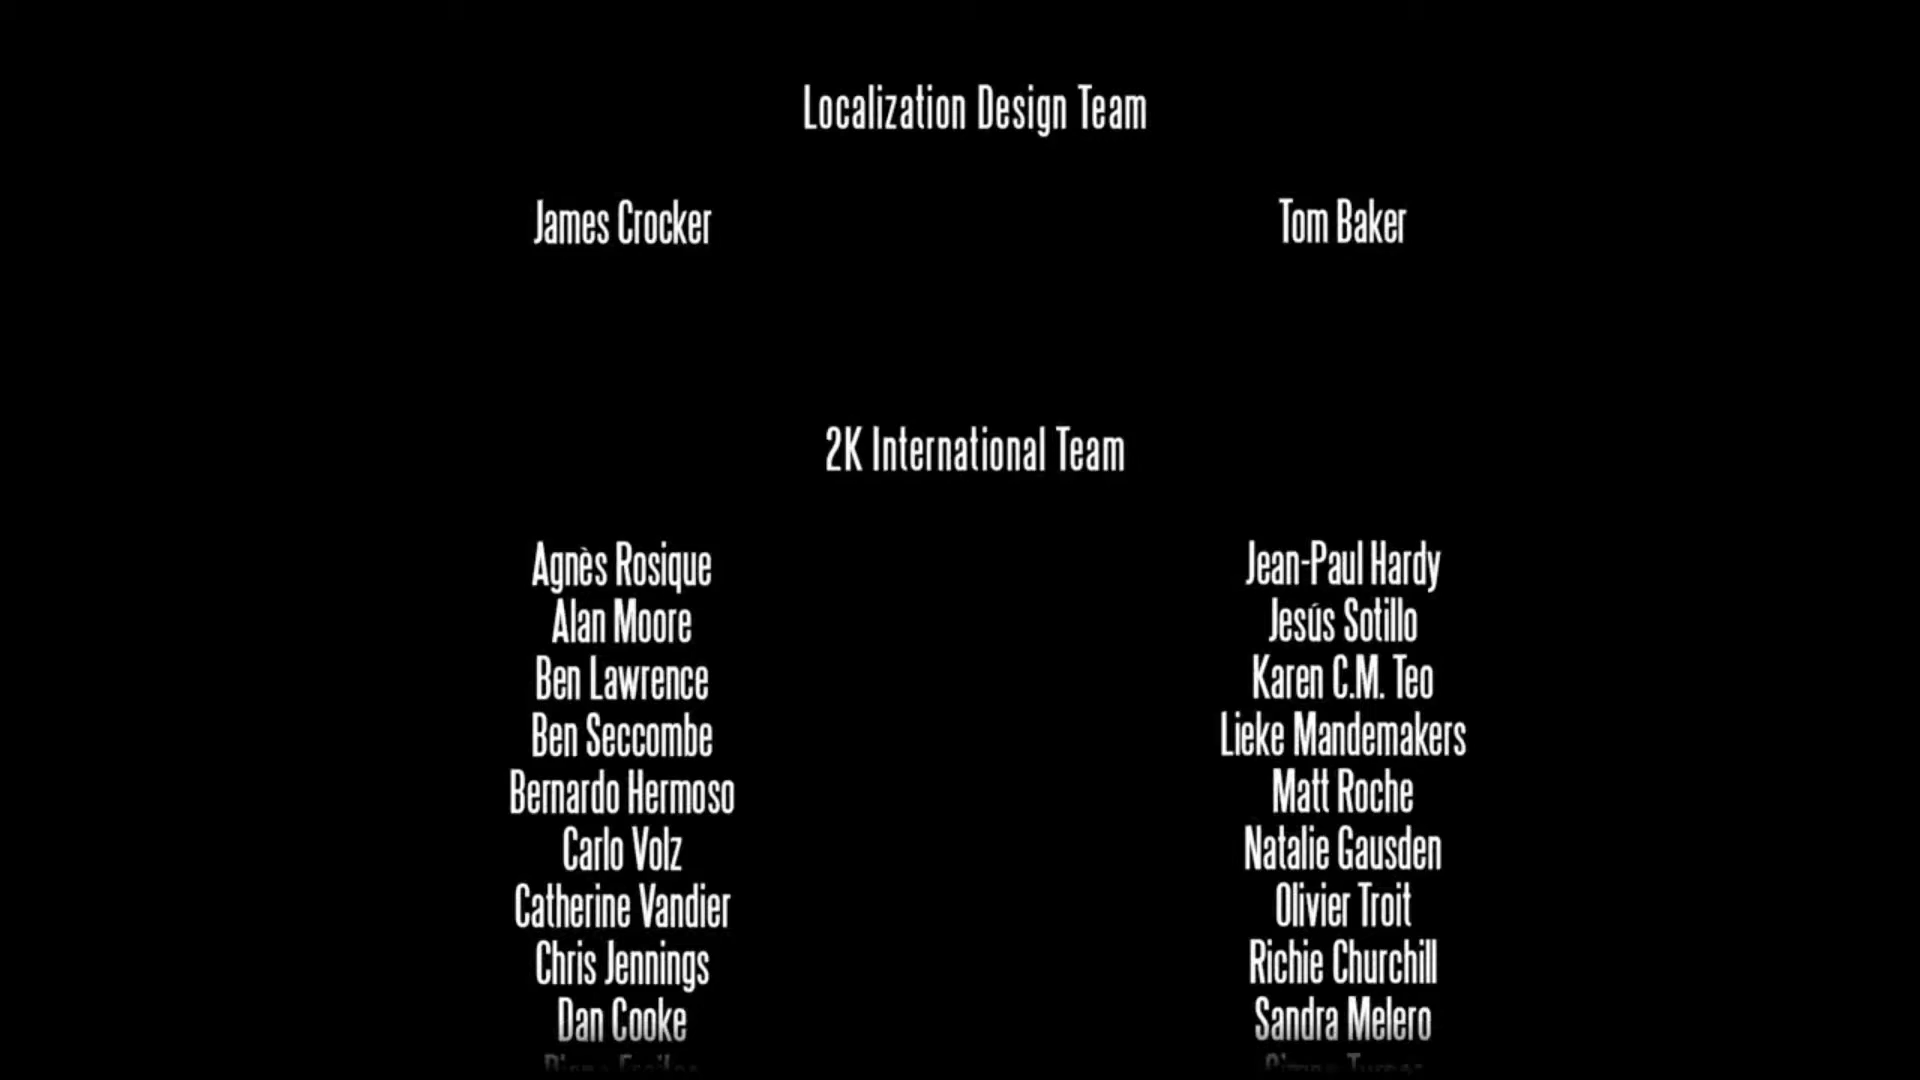 Localization Design Team
James Crocker
Tom Baker
2K International Team
Agnès Rosique
Jean-Paul Hardy
Alan Moore
Jesús Sotillo
Ben Lawrence
Karen C.M. Teo
Ben Seccombe
Lieke Mandemakers
Bernardo Hermoso
Matt Roche
Carlo Volz
Natalie Gausden
Catherine Vandier
Olivier Troit
Chris Jennings
Richie Churchill
Dan Cooke
Sandra Melero